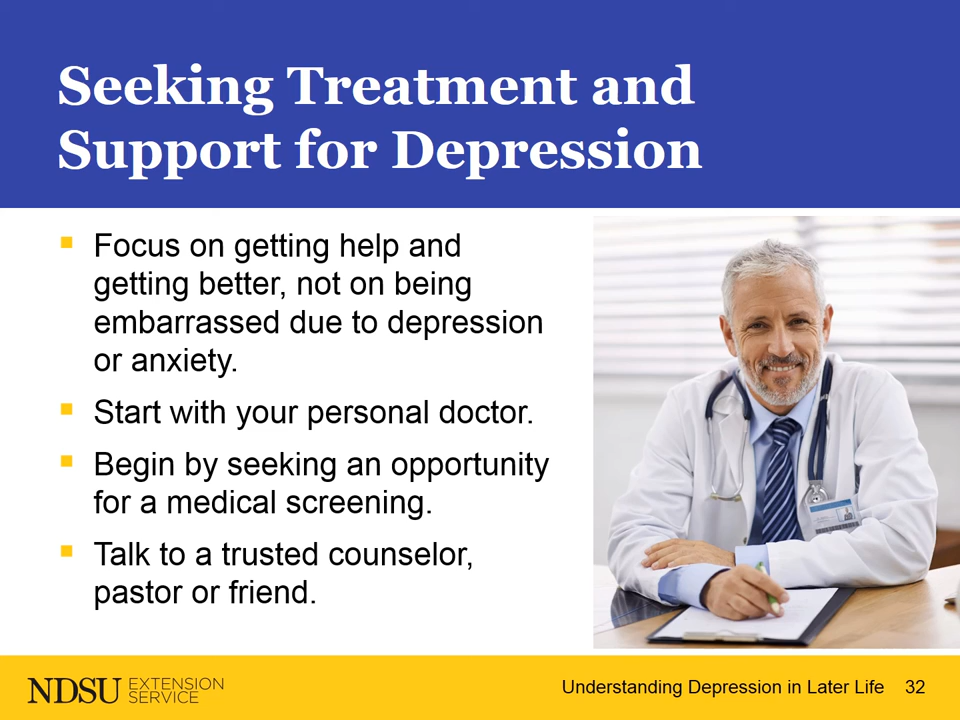 Seeking Treatment and
Support for Depression
Focus on getting help and
getting better, not on being
embarrassed due to depression
or anxiety.
Start with your personal doctor.
Begin by seeking an opportunity
for a medical screening.
Talk to a trusted counselor,
pastor or friend.
NDSU EXTENSION
SERVICE
Understanding Depression in Later Life 32